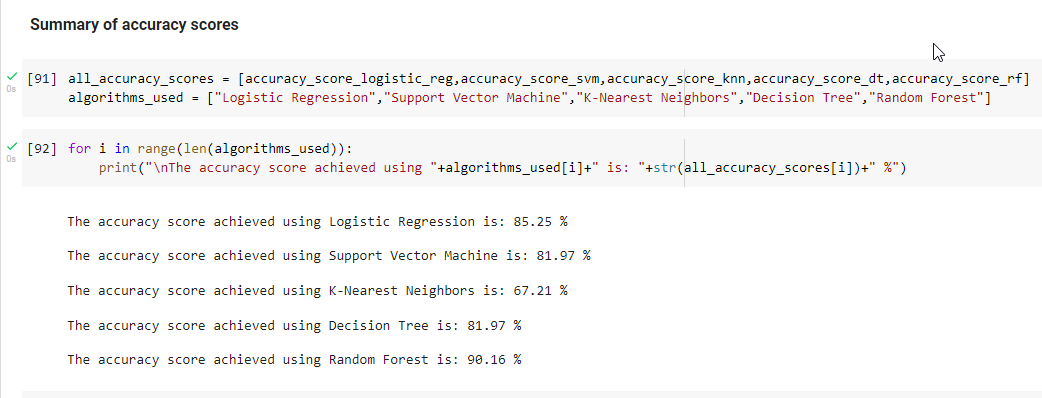 Summary of accuracy scores
0s
[91] all_accuracy_scores = [accuracy_score_logistic_reg,accuracy_score_svm,accuracy_score_knn,accuracy_score_dt,accuracy_score_rf]
algorithms_used = ["Logistic Regression","Support Vector Machine","K-Nearest Neighbors","Decision Tree","Random Forest"]
0s
[92] for i in range(len(algorithms_used)):
    print("\nThe accuracy score achieved using "+algorithms_used[i]+" is: "+str(all_accuracy_scores[i])+" %")
The accuracy score achieved using Logistic Regression is: 85.25 %
The accuracy score achieved using Support Vector Machine is: 81.97 %
The accuracy score achieved using K-Nearest Neighbors is: 67.21 %
The accuracy score achieved using Decision Tree is: 81.97 %
The accuracy score achieved using Random Forest is: 90.16 %